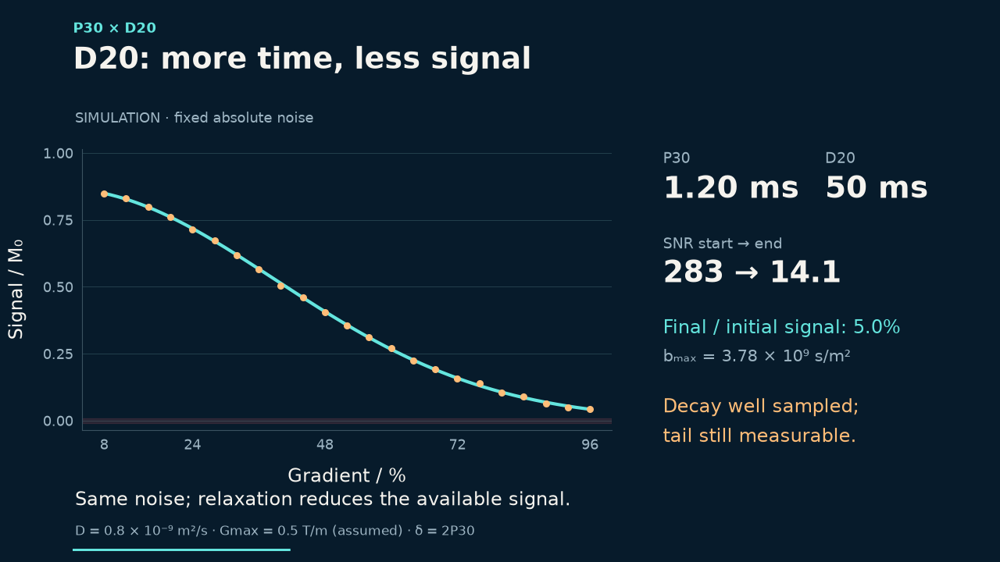 P30 × D20
D20: more time, less signal
SIMULATION · fixed absolute noise
1.00
0.75
0.50
0.25
0.00
Signal / M₀
8 24 48 72 96
Gradient / %
Same noise; relaxation reduces the available signal.
D = 0.8 × 10⁻⁹ m²/s · Gmax = 0.5 T/m (assumed) · δ = 2P30
P30 D20
1.20 ms 50 ms
SNR start → end
283 → 14.1
Final / initial signal: 5.0%
bₘₐₓ = 3.78 × 10⁹ s/m²
Decay well sampled;
tail still measurable.